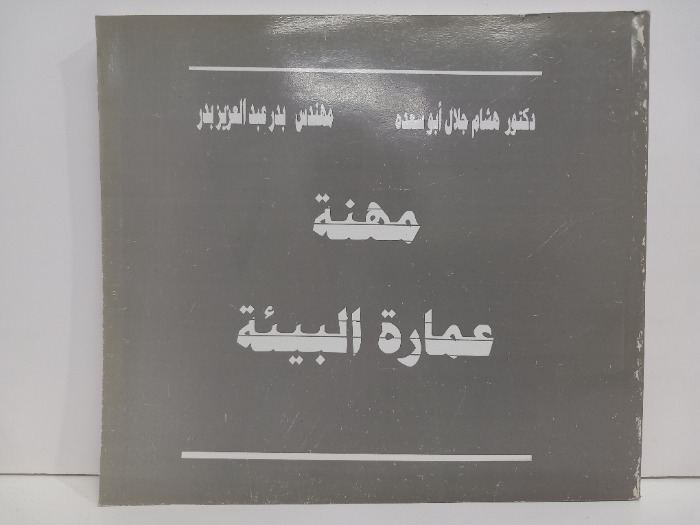 دكتور هشام جلال أبو سعده مهندس بدر عبد العزيز بدر
مهنة
عمارة البيئة